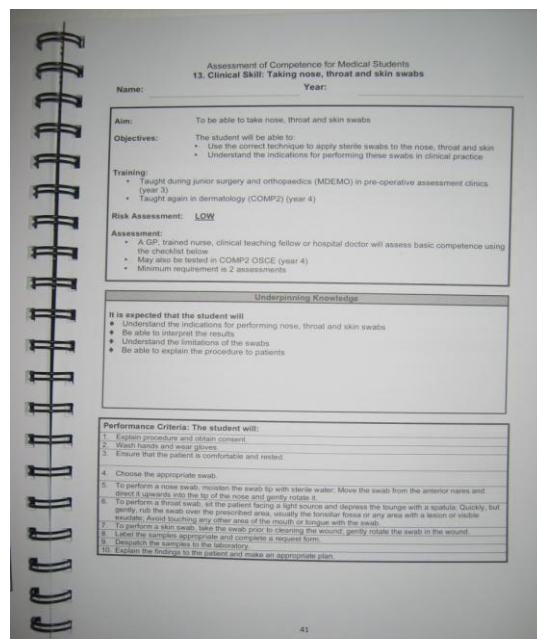 Assessment of Competence for Medical Students
13. Clinical Skill: Taking nose, throat and skin swabs
Name: Year:
Aim: To be able to take nose, throat and skin swabs
Objectives: The student will be able to:
• Use the correct technique to apply sterile swabs to the nose, throat and skin
• Understand the indications for performing these swabs in clinical practice
Training:
• Taught during junior surgery and orthopaedics (MDEMO) in pre-operative assessment clinics
(year 3)
• Taught again in dermatology (COMP2) (year 4)
Risk Assessment: LOW
Assessment:
• A GP, trained nurse, clinical teaching fellow or hospital doctor will assess basic competence using
the checklist below
• May also be tested in COMP2 OSCE (year 4)
• Minimum requirement is 2 assessments
Underpinning Knowledge
It is expected that the student will
♦ Understand the indications for performing nose, throat and skin swabs
♦ Be able to interpret the results
♦ Understand the limitations of the swabs
♦ Be able to explain the procedure to patients
Performance Criteria: The student will:
1. Explain procedure and obtain consent.
2. Wash hands and wear gloves.
3. Ensure that the patient is comfortable and rested.
4. Choose the appropriate swab.
5. To perform a nose swab, moisten the swab tip with sterile water; Move the swab from the anterior nares and
direct it upwards into the tip of the nose and gently rotate it.
6. To perform a throat swab, sit the patient facing a light source and depress the tounge with a spatula; Quickly, but
gently, rub the swab over the prescribed area, usually the tonsillar fossa or any area with a lesion or visible
exudate; Avoid touching any other area of the mouth or tongue with the swab.
7. To perform a skin swab, take the swab prior to cleaning the wound; gently rotate the swab in the wound.
8. Label the samples appropriate and complete a request form.
9. Despatch the samples to the laboratory.
10. Explain the findings to the patient and make an appropriate plan.
41